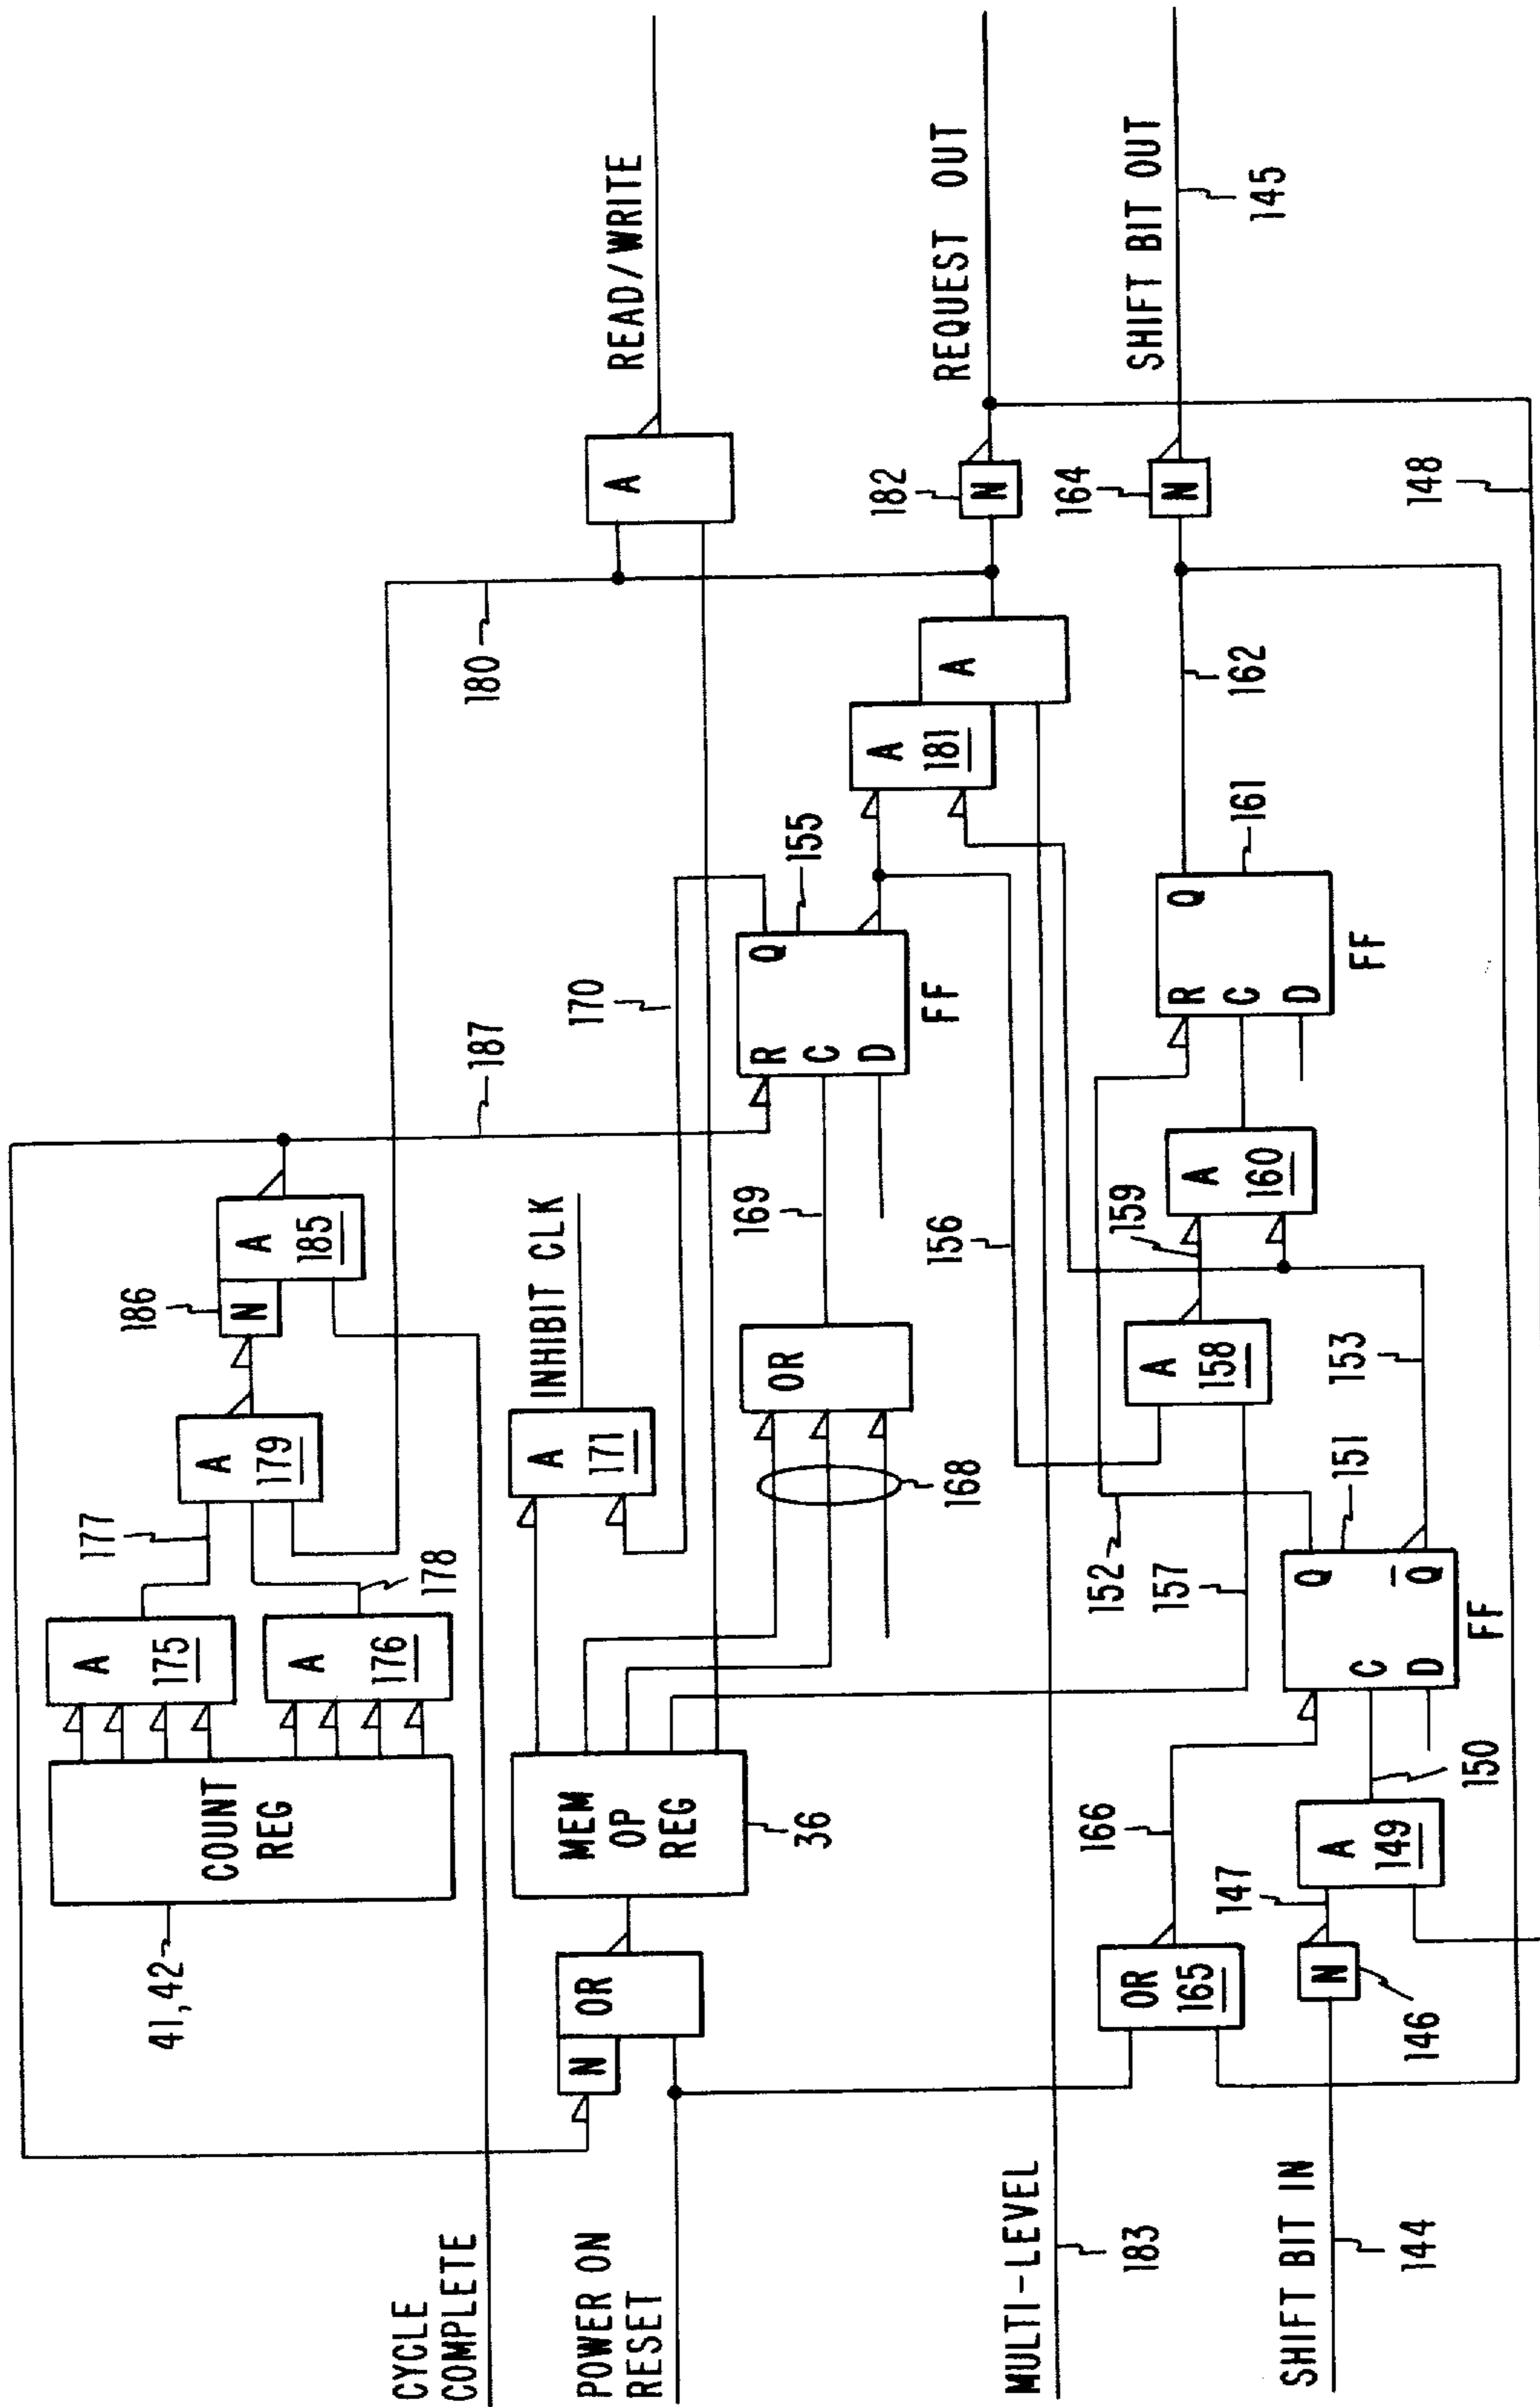 41,42
COUNT
REG
A
175
A
176
177
178
A
179
186
N
A
185
187
180
READ/WRITE
A
CYCLE
COMPLETE
POWER ON
RESET
N
OR
MEM
OP
REG
36
A
171
INHIBIT CLK
170
168
OR
169
R
C
D
Q
155
FF
A
181
A
182
N
REQUEST OUT
MULTI-LEVEL
183
156
157
152
A
158
159
A
160
R
C
D
Q
161
FF
162
164
N
SHIFT BIT OUT
145
SHIFT BIT IN
144
146
N
147
OR
165
166
A
149
150
C
D
Q
Q̅
151
FF
153
148